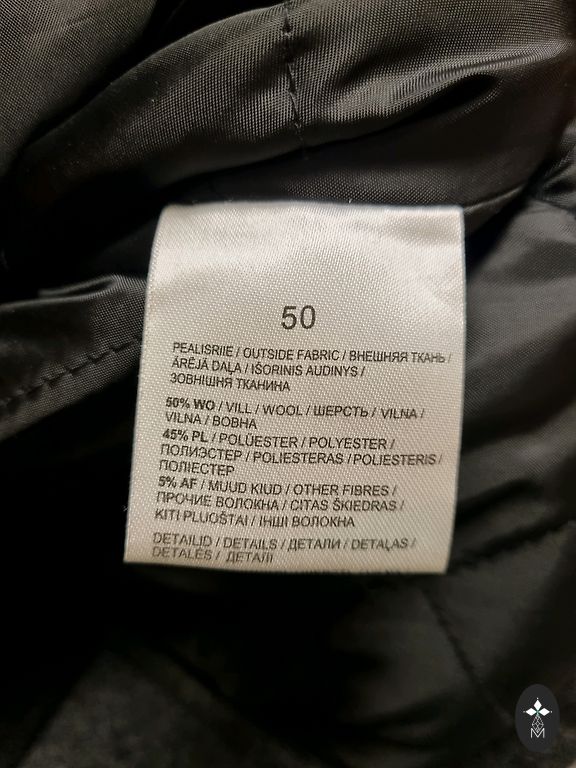 50
PEALISRIIE / OUTSIDE FABRIC / ВНЕШНЯЯ ТКАНЬ /
ĀRĒJĀ DAĻA / IŠORINIS AUDINYS /
ЗОВНІШНЯ ТКАНИНА
50% WO / VILL / WOOL / ШЕРСТЬ / VILNA /
VILNA / ВОВНА
45% PL / POLÜESTER / POLYESTER /
ПОЛИЭСТЕР / POLIESTERAS / POLIESTERIS /
ПОЛІЕСТЕР
5% AF / MUUD KIUD / OTHER FIBRES /
ПРОЧИЕ ВОЛОКНА / CITAS ŠKIEDRAS /
KITI PLUOŠTAI / ІНШІ ВОЛОКНА
DETAILID / DETAILS / ДЕТАЛИ / DETAĻAS /
DETALĖS / ДЕТАЛІ
M